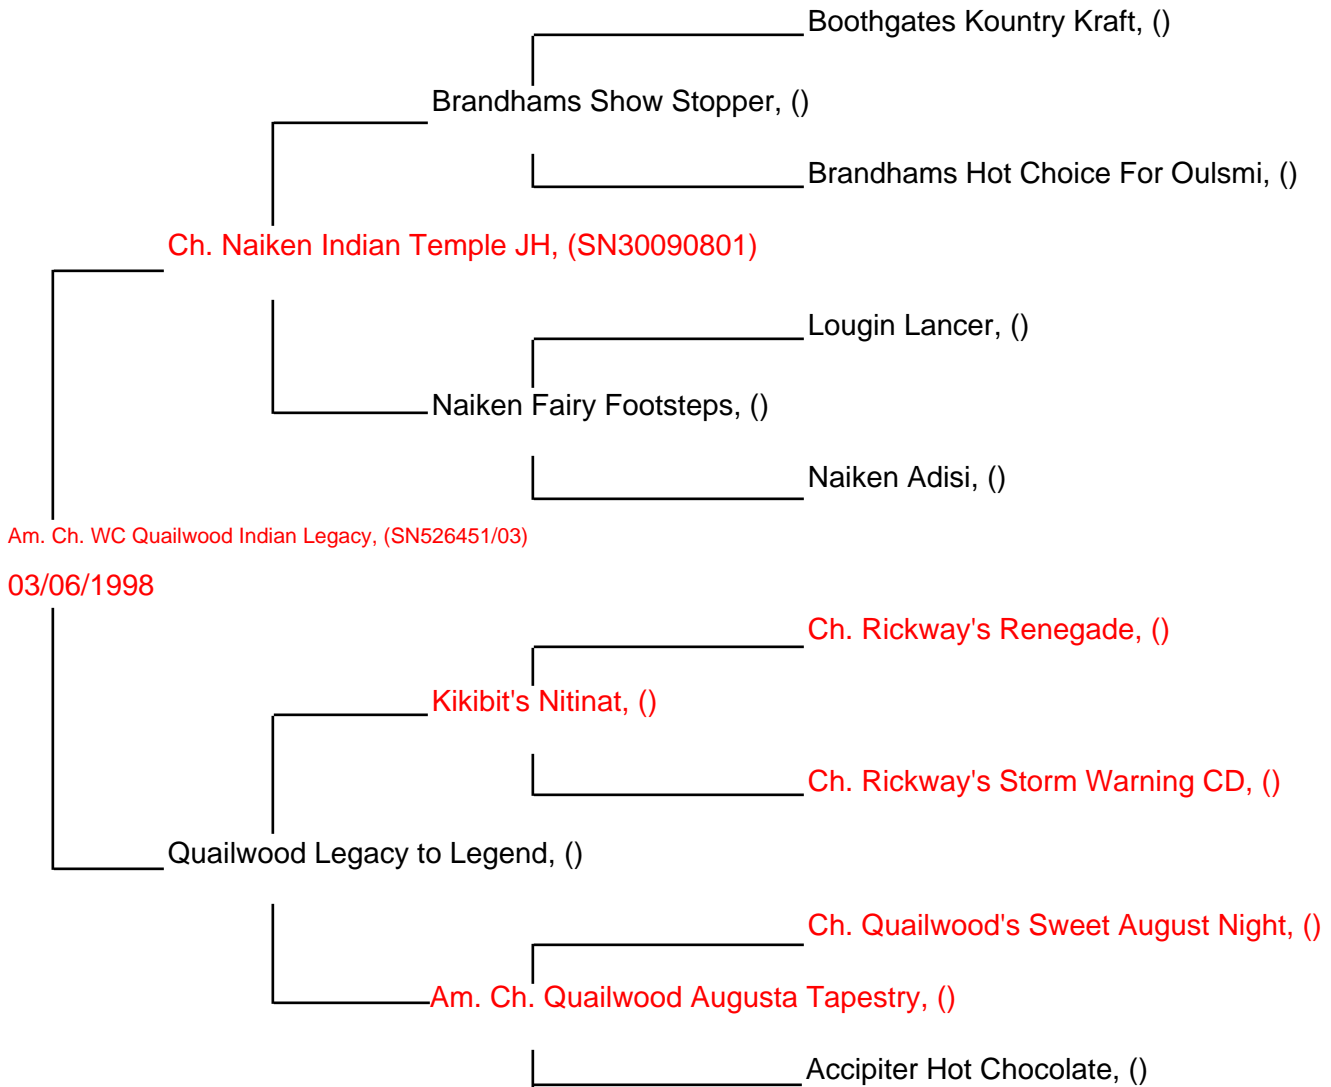 Boothgates Kountry Kraft, ()
Brandhams Show Stopper, ()
Brandhams Hot Choice For Oulsmi, ()
Ch. Naiken Indian Temple JH, (SN30090801)
Lougin Lancer, ()
Naiken Fairy Footsteps, ()
Naiken Adisi, ()
Am. Ch. WC Quailwood Indian Legacy, (SN526451/03)
03/06/1998
Ch. Rickway's Renegade, ()
Kikibit's Nitinat, ()
Ch. Rickway's Storm Warning CD, ()
Quailwood Legacy to Legend, ()
Ch. Quailwood's Sweet August Night, ()
Am. Ch. Quailwood Augusta Tapestry, ()
Accipiter Hot Chocolate, ()